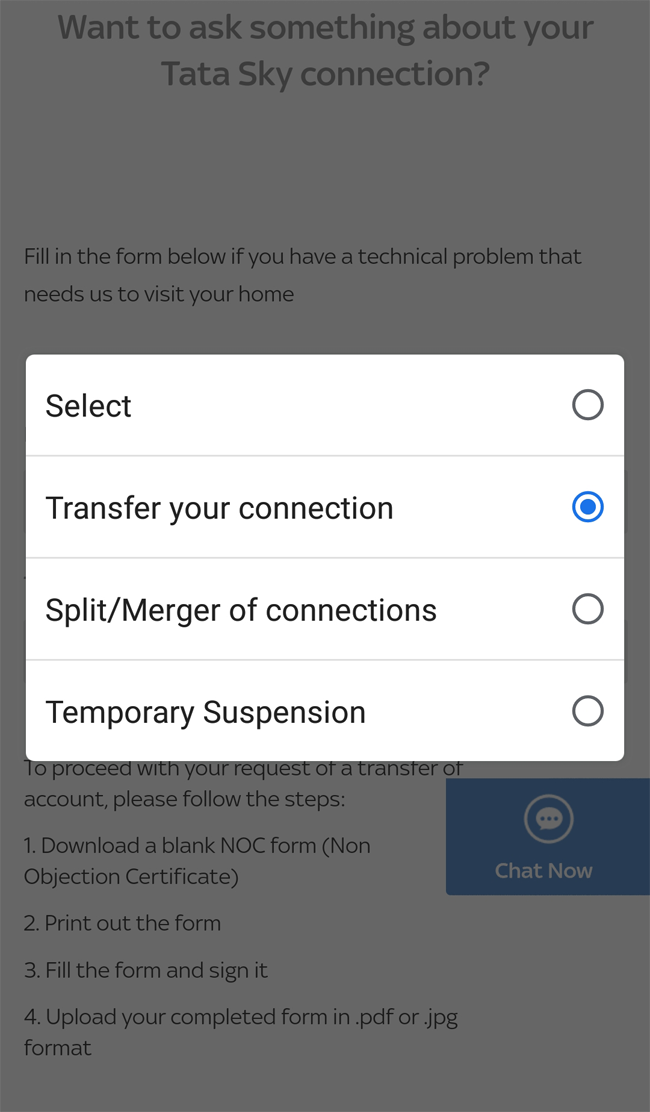 Want to ask something about your
Tata Sky connection?
Fill in the form below if you have a technical problem that
needs us to visit your home
Select
Transfer your connection
Split/Merger of connections
Temporary Suspension
To proceed with your request of a transfer of
account, please follow the steps:
1. Download a blank NOC form (Non
Objection Certificate)
Chat Now
2. Print out the form
3. Fill the form and sign it
4. Upload your completed form in .pdf or .jpg
format